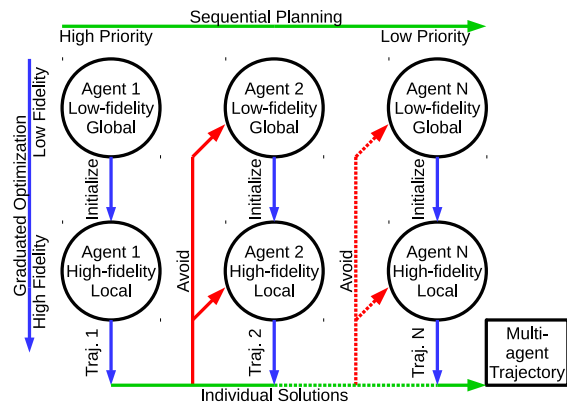 Sequential Planning
High Priority
Low Priority
Graduated Optimization
Low Fidelity
High Fidelity
Agent 1
Low-fidelity
Global
Agent 2
Low-fidelity
Global
Agent N
Low-fidelity
Global
Initialize
Initialize
Initialize
Avoid
Avoid
Agent 1
High-fidelity
Local
Agent 2
High-fidelity
Local
Agent N
High-fidelity
Local
Traj. 1
Traj. 2
Traj. N
Multi-
agent
Trajectory
Individual Solutions